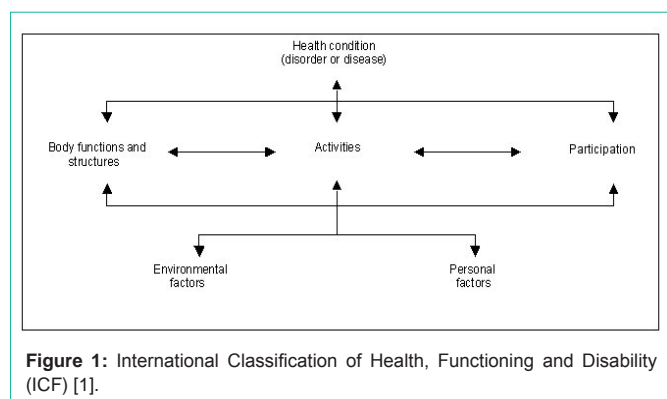 Health condition
(disorder or disease)
Body functions and
structures
Activities
Participation
Environmental
factors
Personal
factors
Figure 1: International Classification of Health, Functioning and Disability
(ICF) [1].